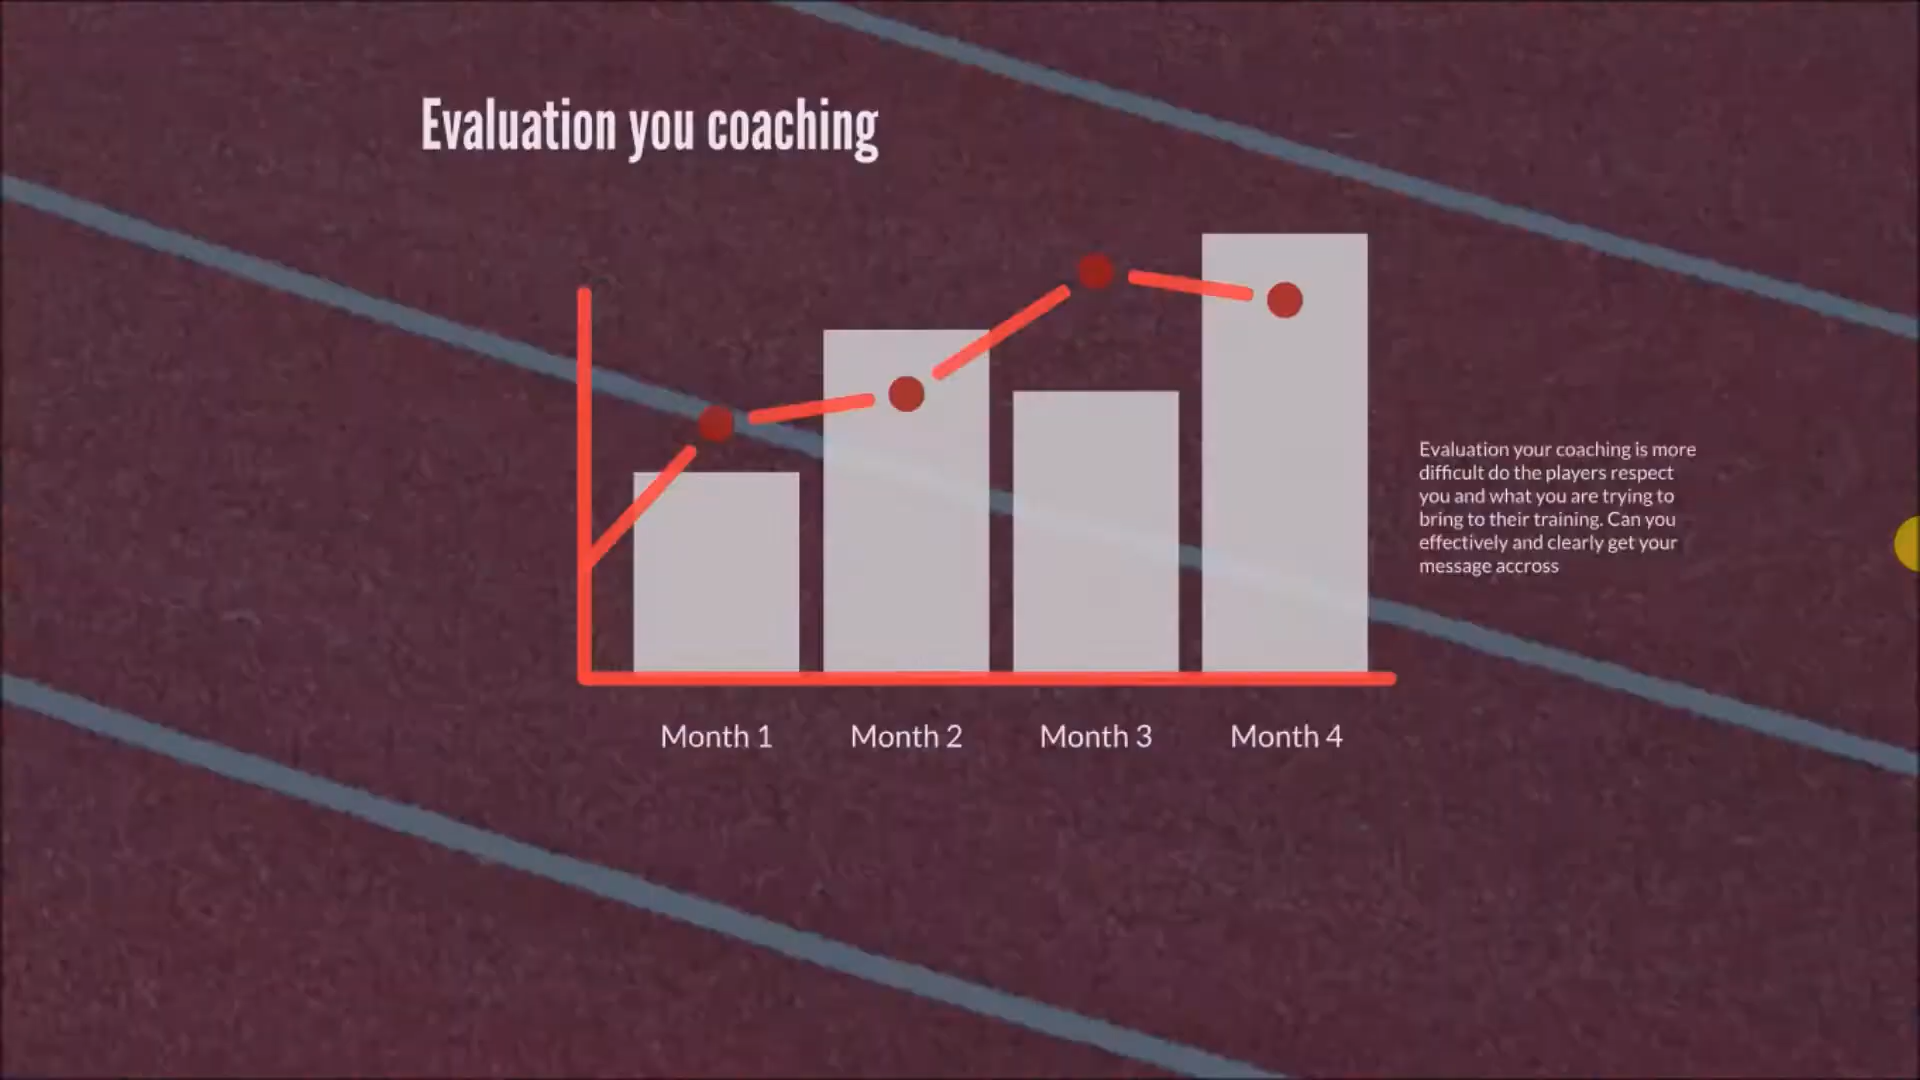 Evaluation you coaching
Evaluation your coaching is more
difficult do the players respect
you and what you are trying to
bring to their training. Can you
effectively and clearly get your
message accross
Month 1
Month 2
Month 3
Month 4